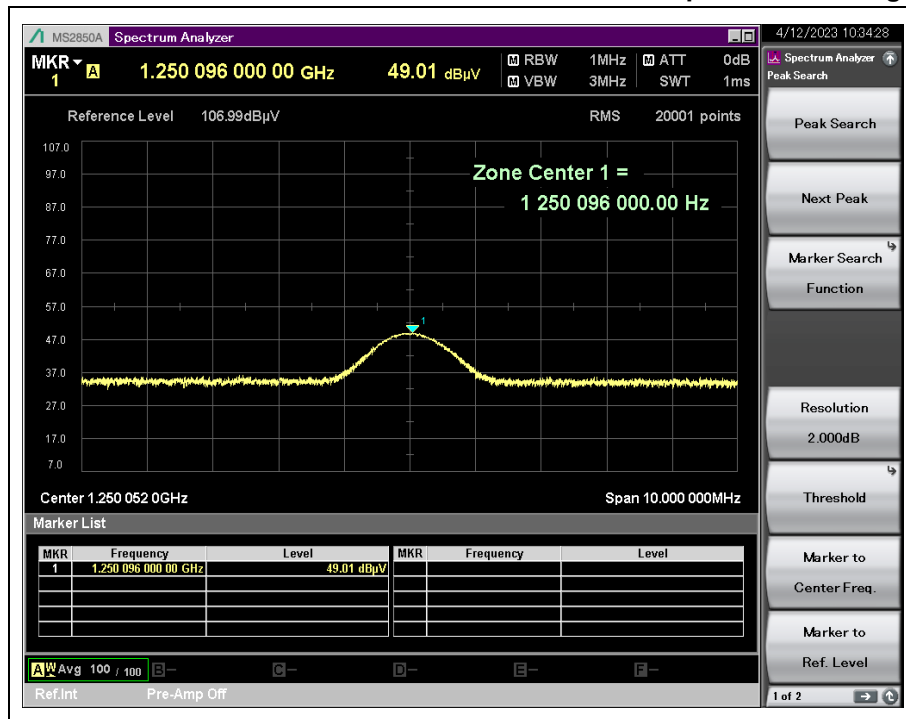 MS2850A Spectrum Analyzer
MKR 1 A 1.250 096 000 00 GHz 49.01 dBµV
M RBW 1MHz M ATT 0dB
M VBW 3MHz SWT 1ms
Reference Level 106.99dBµV RMS 20001 points
107.0
97.0
87.0
77.0
67.0
57.0
47.0
37.0
27.0
17.0
7.0
Zone Center 1 =
1 250 096 000.00 Hz
1
Center 1.250 052 0GHz Span 10.000 000MHz
Marker List
MKR Frequency Level MKR Frequency Level
1 1.250 096 000 00 GHz 49.01 dBµV
A W Avg 100 / 100 B- C- D- E- F-
Ref.Int Pre-Amp Off
4/12/2023 10:34:28
Spectrum Analyzer
Peak Search
Peak Search
Next Peak
Marker Search
Function
Resolution
2.000dB
Threshold
Marker to
Center Freq.
Marker to
Ref. Level
1 of 2